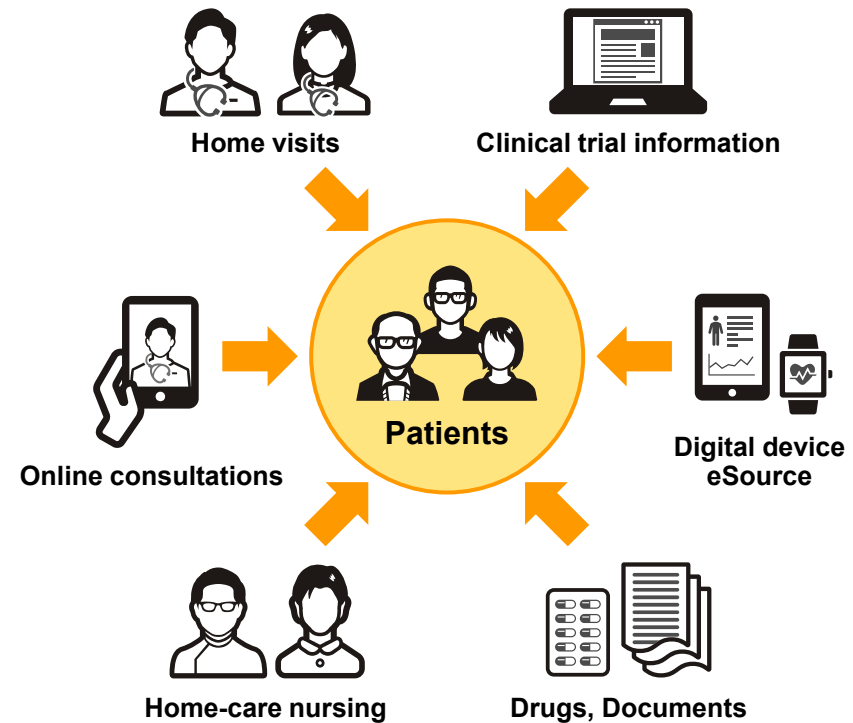 Home visits
Clinical trial information
Patients
Online consultations
Digital device
eSource
Home-care nursing
Drugs, Documents